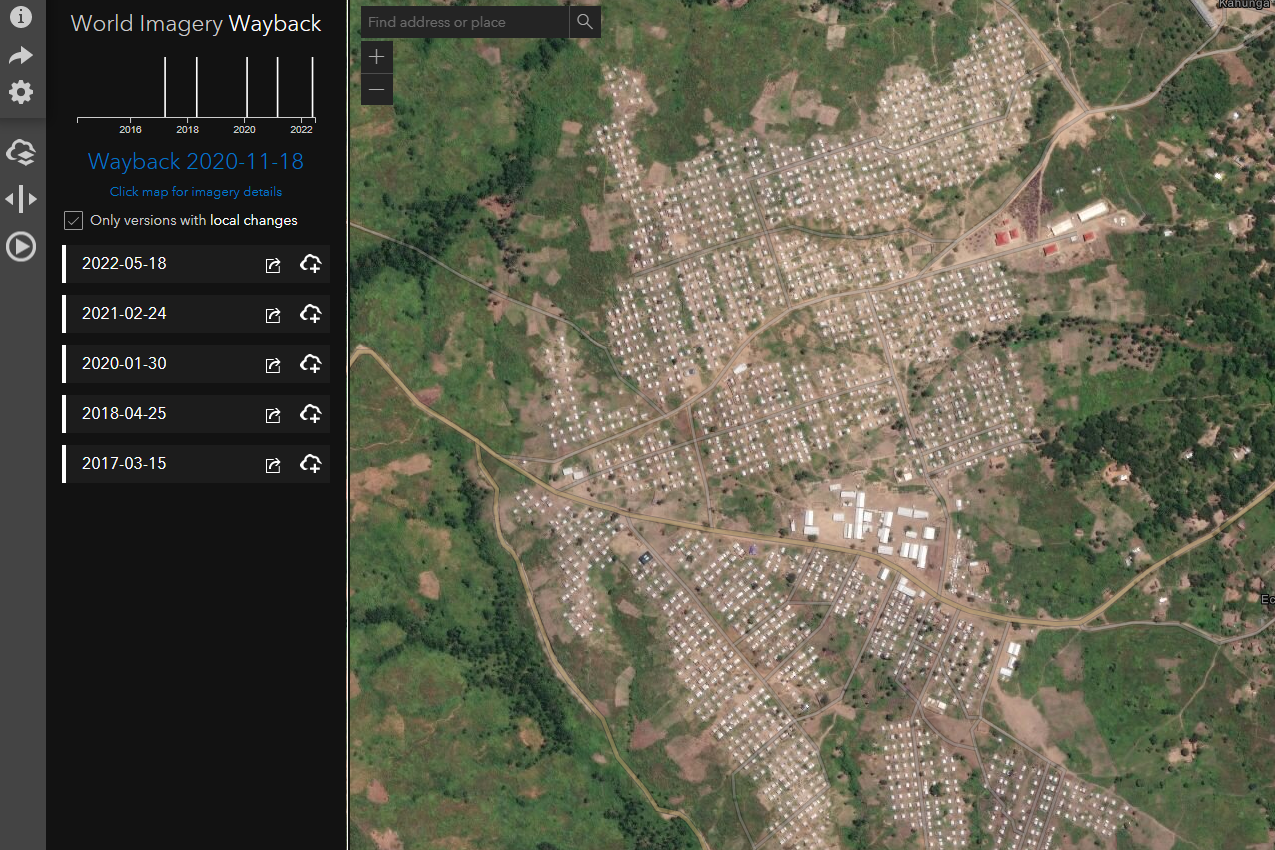 World Imagery Wayback
2016 2018 2020 2022
Wayback 2020-11-18
Click map for imagery details
Only versions with local changes
2022-05-18
2021-02-24
2020-01-30
2018-04-25
2017-03-15
Find address or place
+
−
Kahunga